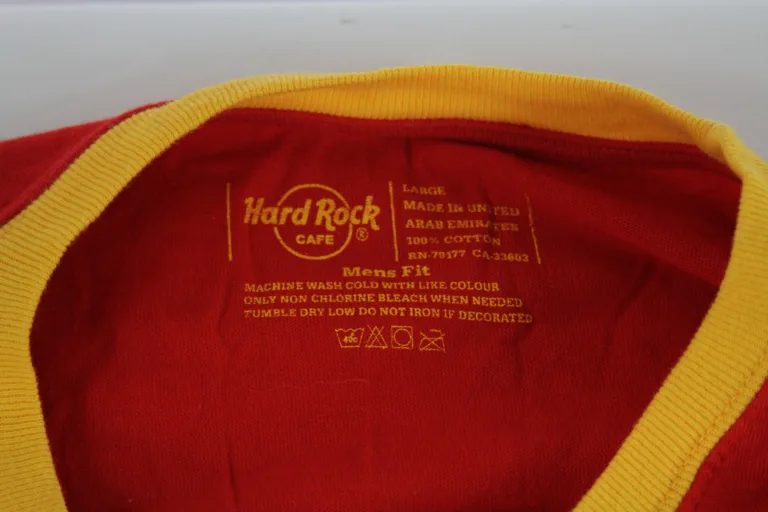 Hard Rock
CAFE ®
LARGE
MADE IN UNITED
ARAB EMIRATES
100% COTTON
RN-79177 CA-33602
Mens Fit
MACHINE WASH COLD WITH LIKE COLOUR
ONLY NON CHLORINE BLEACH WHEN NEEDED
TUMBLE DRY LOW DO NOT IRON IF DECORATED
40c